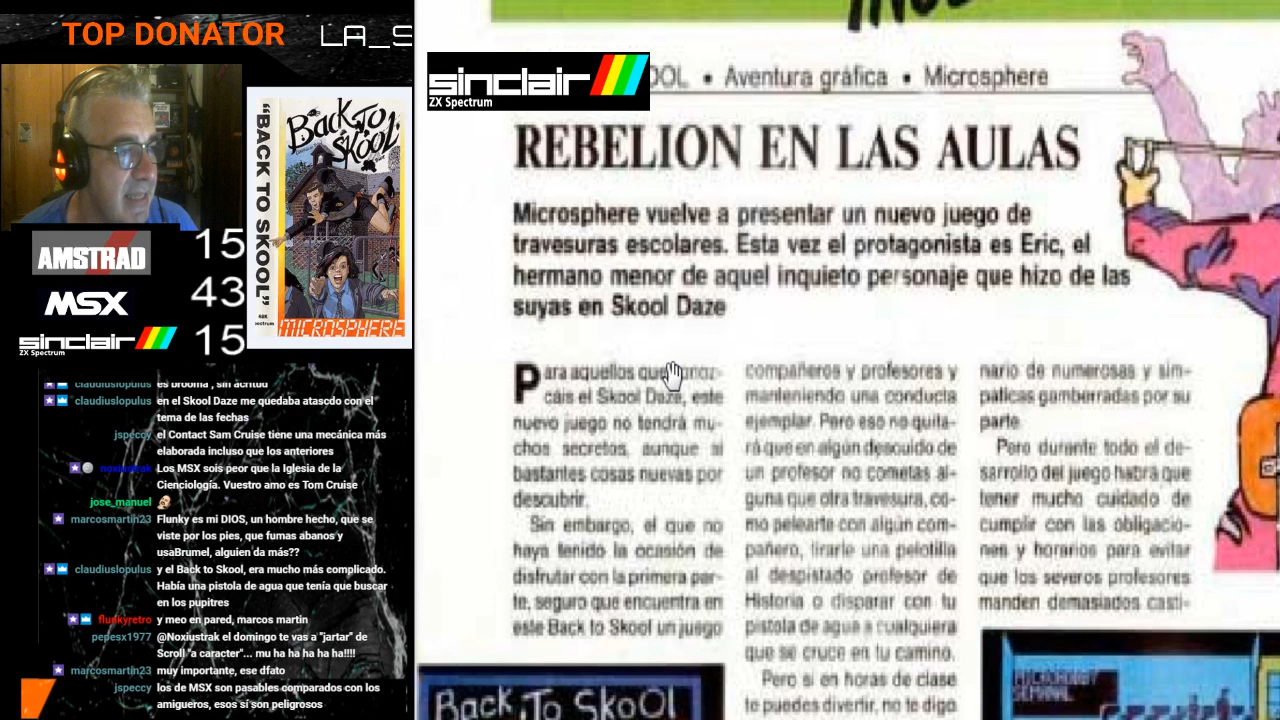 TOP DONATOR
LA_S
"BACK TO SKOOL"
BACK TO SKOOL
MICROSPHERE
AMSTRAD
15
MSX
43
sinclair
ZX Spectrum
15
claudiuslopulus es brooma , sin acritud
claudiuslopulus en el Skool Daze me quedaba atascdo con el
tema de las fechas
jspeccy el Contact Sam Cruise tiene una mecánica más
elaborada incluso que los anteriores
noxiustrak Los MSX sois peor que la Iglesia de la
Cienciología. Vuestro amo es Tom Cruise
jose_manuel
marcosmartin23 Flunky es mi DIOS, un hombre hecho, que se
viste por los pies, que fumas abanos y
usaBrumel, alguien da más??
claudiuslopulus y el Back to Skool, era mucho más complicado.
Había una pistola de agua que tenía que buscar
en los pupitres
flunkyretro y meo en pared, marcos martin
pepesx1977 @Noxiustrak el domingo te vas a "jartar" de
Scroll "a caracter"... mu ha ha ha ha!!!!
marcosmartin23 muy importante, ese dfato
jspeccy los de MSX son pasables comparados con los
amigueros, esos sí son peligrosos
sinclair
ZX Spectrum
OOL • Aventura gráfica • Microsphere
REBELION EN LAS AULAS
Microsphere vuelve a presentar un nuevo juego de
travesuras escolares. Esta vez el protagonista es Eric, el
hermano menor de aquel inquieto personaje que hizo de las
suyas en Skool Daze
Para aquellos que conoz-
cáis el Skool Daze, este
nuevo juego no tendrá mu-
chos secretos, aunque sí
bastantes cosas nuevas por
descubrir.
Sin embargo, el que no
haya tenido la ocasión de
disfrutar con la primera par-
te, seguro que encuentra en
este Back to Skool un juego
compañeros y profesores y
manteniendo una conducta
ejemplar. Pero eso no quita-
rá que en algún descuido de
un profesor no cometas al-
guna que otra travesura, co-
mo pelearte con algún com-
pañero, tirarle una pelotilla
al despistado profesor de
Historia o disparar con tu
pistola de agua a cualquiera
que se cruce en tu camino.
Pero si en horas de clase
te puedes divertir, no te digo
nario de numerosas y sim-
páticas gamberradas por su
parte.
Pero durante todo el de-
sarrollo del juego habrá que
tener mucho cuidado de
cumplir con las obligacio-
nes y horarios para evitar
que los severos profesores
manden demasiados casti-
Back To Skool
MICROHOBBY
SEMANAL